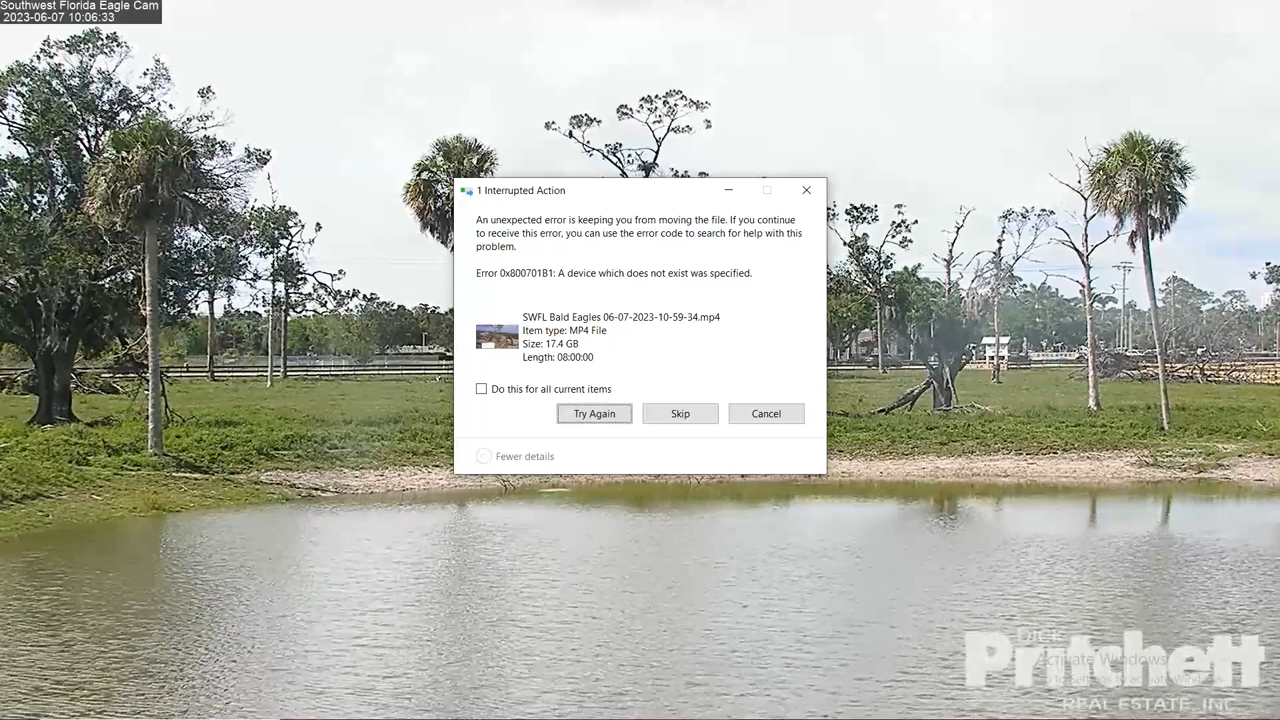 Southwest Florida Eagle Cam
2023-06-07 10:06:33
1 Interrupted Action
An unexpected error is keeping you from moving the file. If you continue
to receive this error, you can use the error code to search for help with this
problem.
Error 0x800701B1: A device which does not exist was specified.
SWFL Bald Eagles 06-07-2023-10-59-34.mp4
Item type: MP4 File
Size: 17.4 GB
Length: 08:00:00
Do this for all current items
Try Again
Skip
Cancel
Fewer details
DICK
Pritchett
Activate Windows
REAL ESTATE, INC.